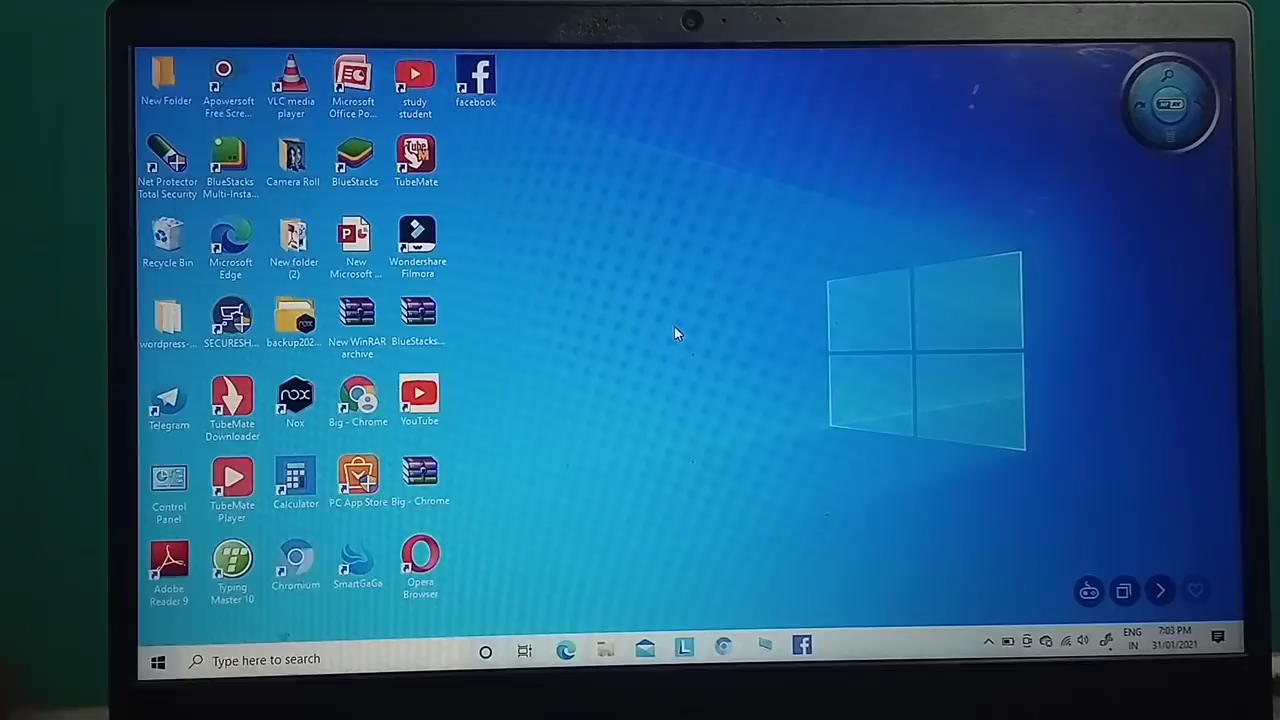 New Folder
Apowersoft
Free Scre...
VLC media
player
Microsoft
Office Po...
study
student
facebook
Net Protector
Total Security
BlueStacks
Multi-Insta...
Camera Roll
BlueStacks
Tube
M
TubeMate
Recycle Bin
Microsoft
Edge
New folder
(2)
New
Microsoft ...
Wondershare
Filmora
wordpress-...
SECURESH...
nox
backup202...
New WinRAR
archive
BlueStacks...
Telegram
TubeMate
Downloader
nox
Nox
Big - Chrome
YouTube
Control
Panel
TubeMate
Player
Calculator
PC App Store
Big - Chrome
Adobe
Reader 9
Typing
Master 10
Chromium
SmartGaGa
Opera
Browser
Type here to search
L
ENG
IN
7:03 PM
31/01/2021